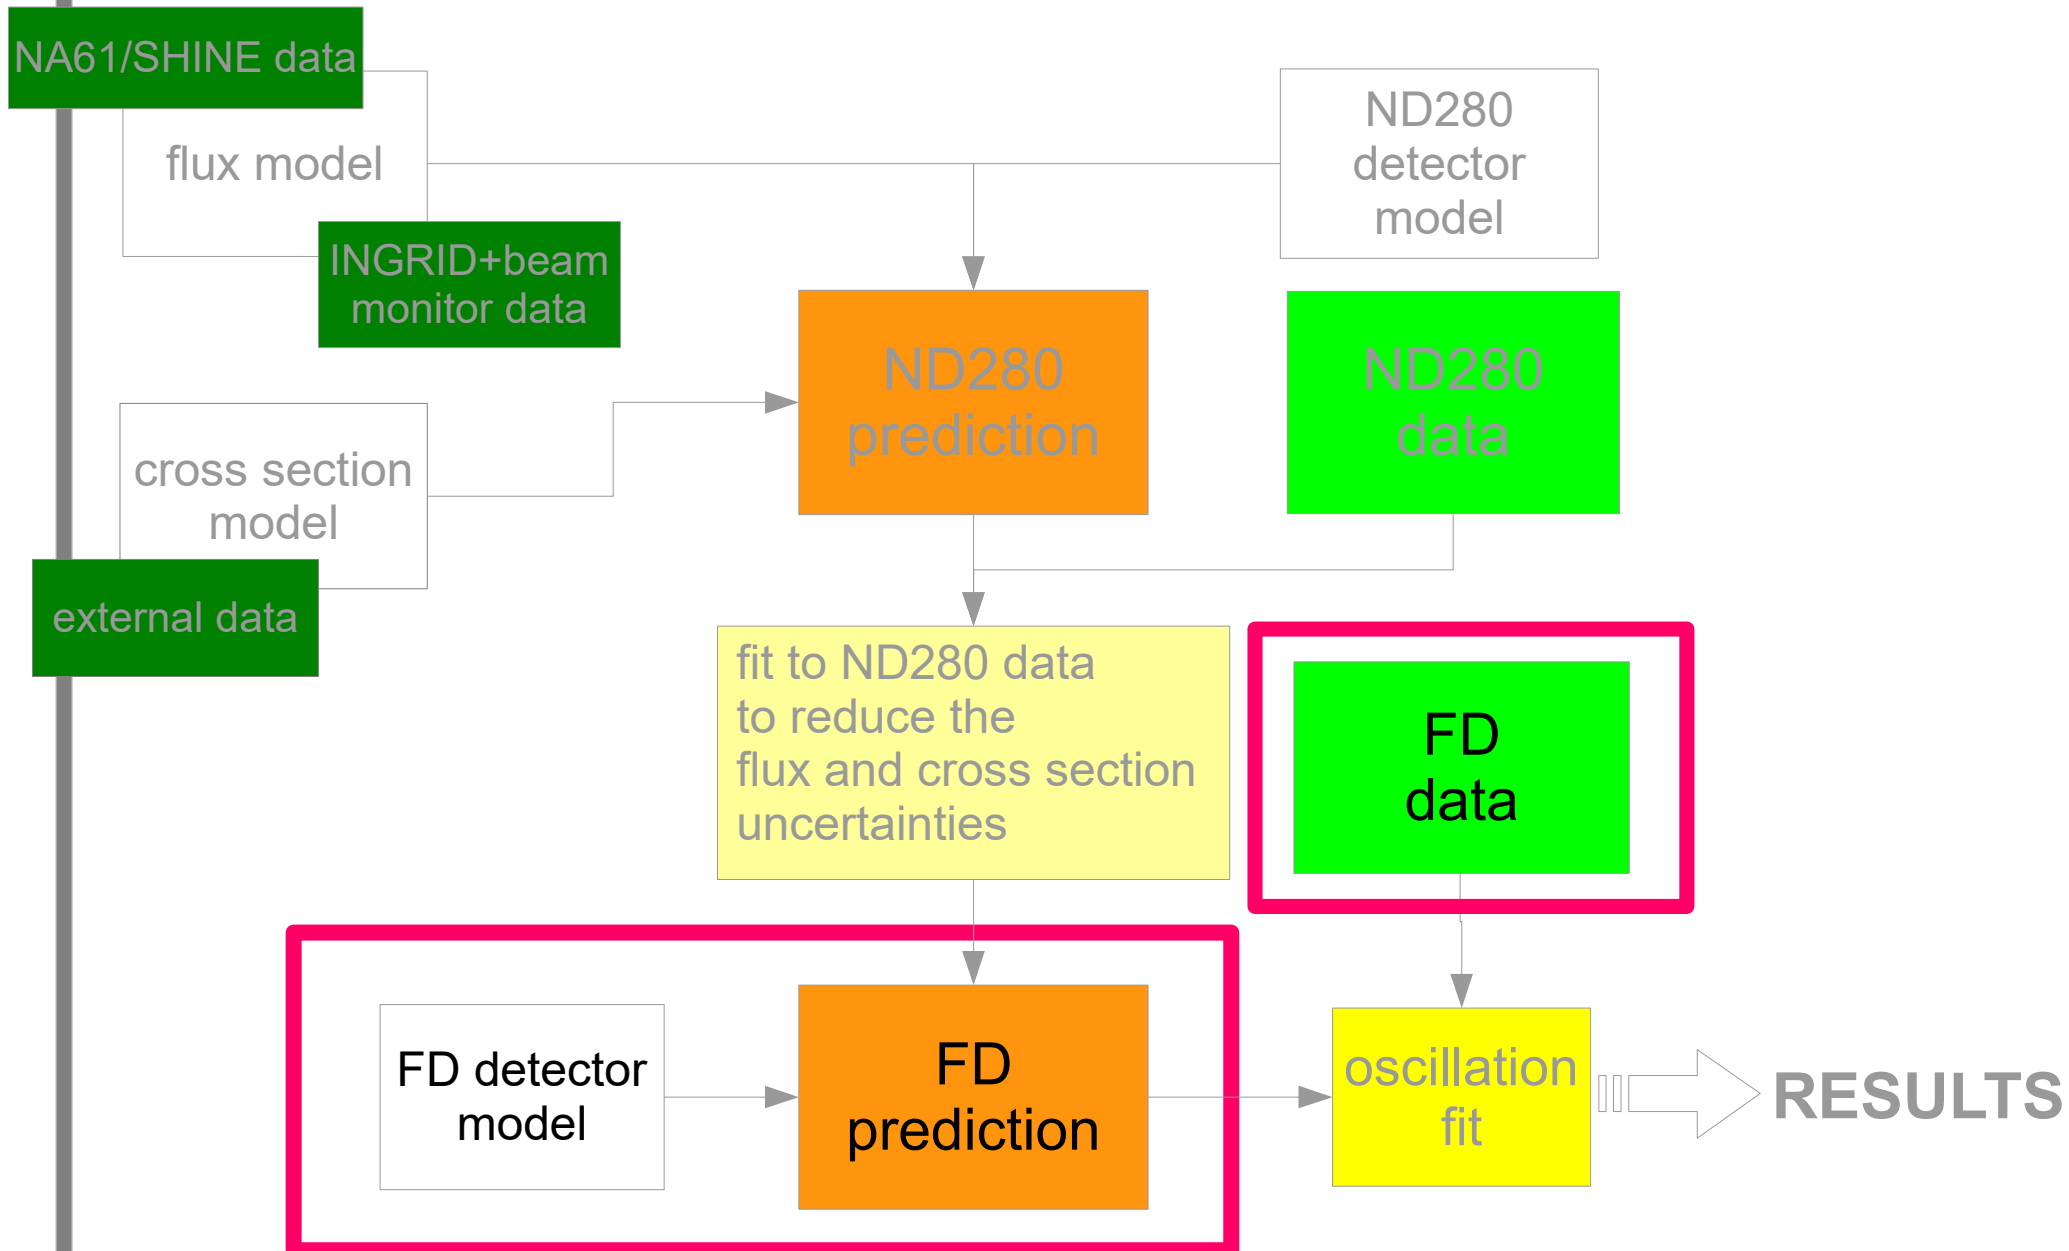 NA61/SHINE data
flux model
INGRID+beam
monitor data
ND280
detector
model
ND280
prediction
ND280
data
cross section
model
external data
fit to ND280 data
to reduce the
flux and cross section
uncertainties
FD
data
FD detector
model
FD
prediction
oscillation
fit
RESULTS